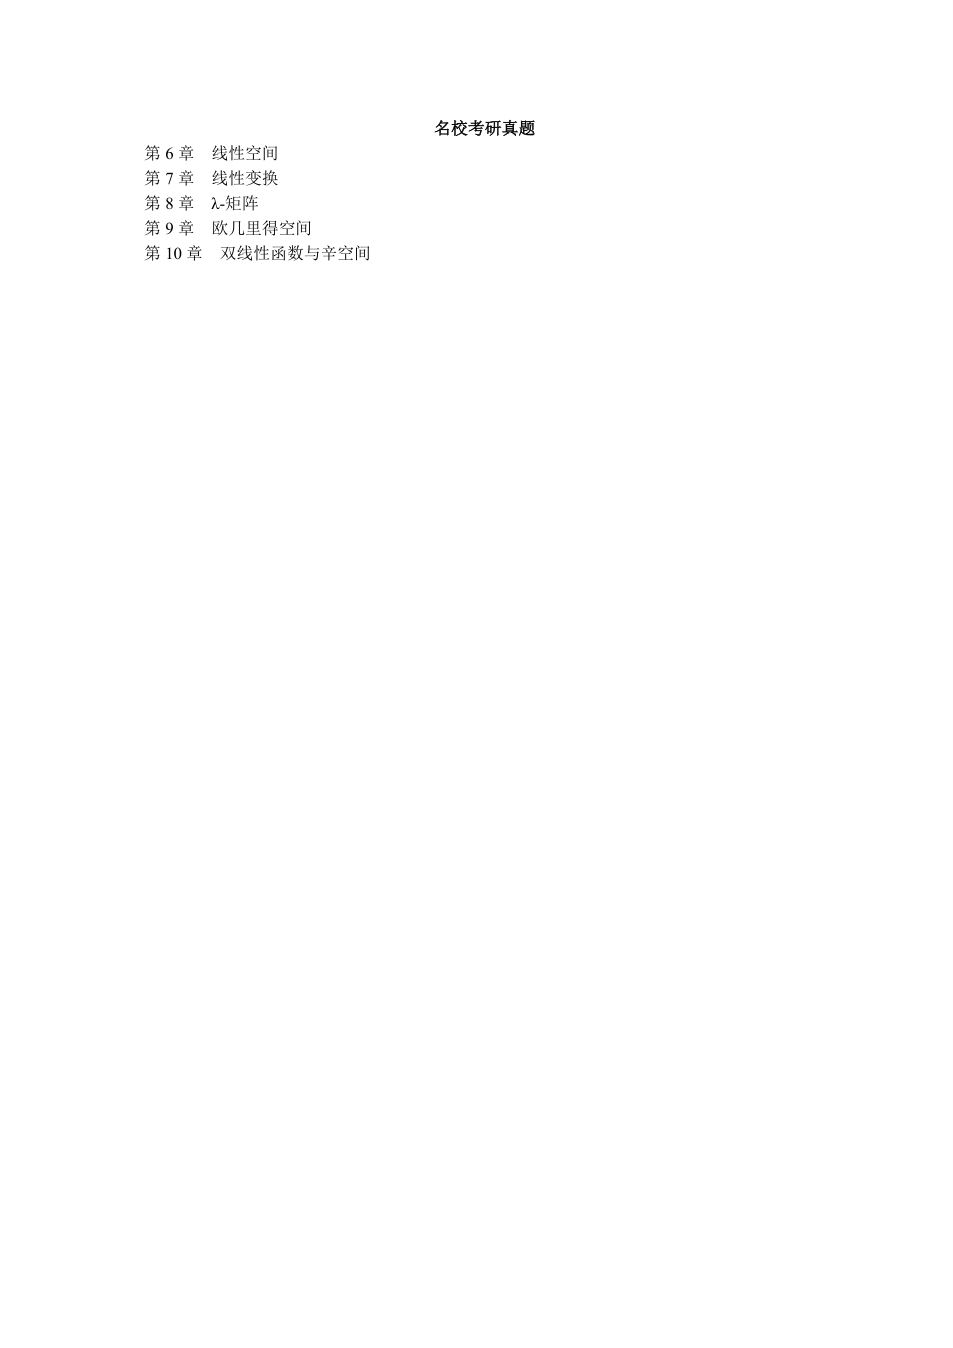 名校考研真题
第 6 章　线性空间
第 7 章　线性变换
第 8 章　λ-矩阵
第 9 章　欧几里得空间
第 10 章　双线性函数与辛空间